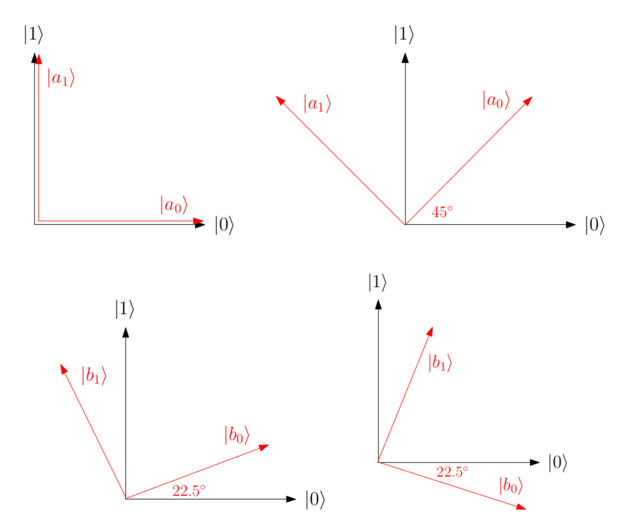 |1⟩
|a₁⟩
|a₀⟩
|0⟩
|1⟩
|a₁⟩
|a₀⟩
45°
|0⟩
|1⟩
|b₁⟩
|b₀⟩
22.5°
|0⟩
|1⟩
|b₁⟩
|0⟩
22.5°
|b₀⟩